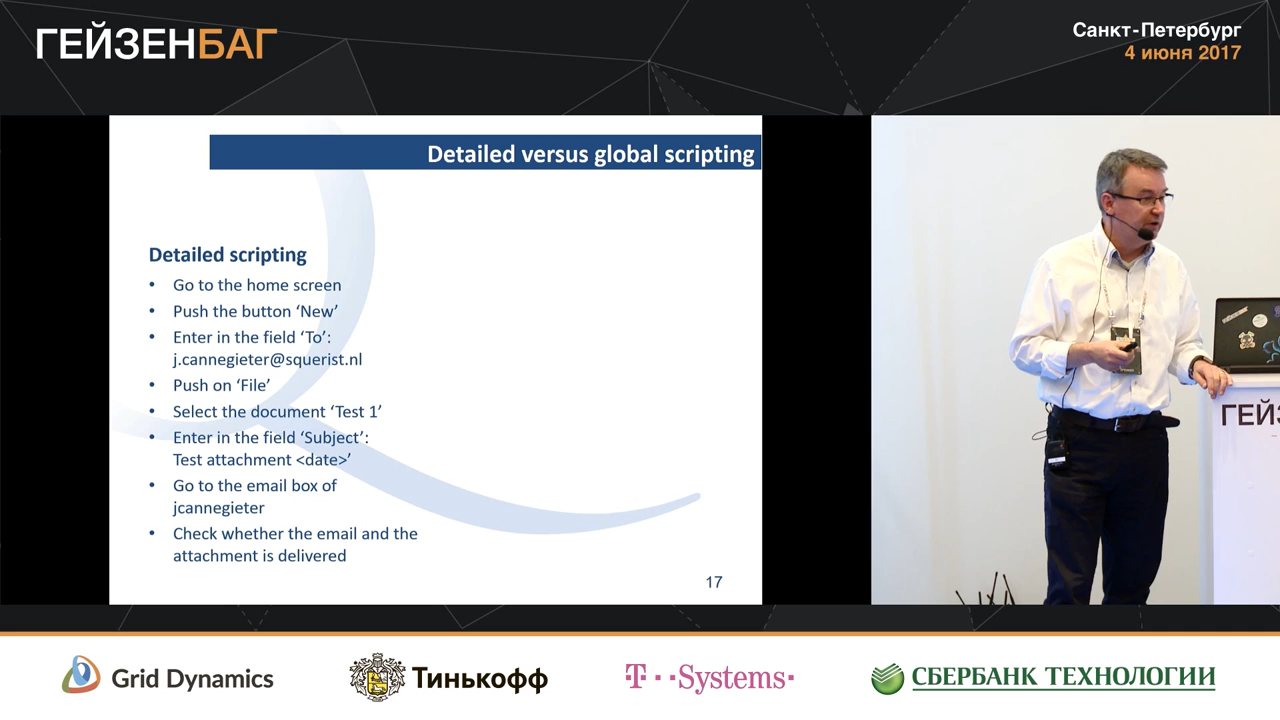 ГЕЙЗЕНБАГ
Санкт-Петербург
4 июня 2017
Detailed versus global scripting
Detailed scripting
• Go to the home screen
• Push the button ‘New’
• Enter in the field ‘To’:
j.cannegieter@squerist.nl
• Push on ‘File’
• Select the document ‘Test 1’
• Enter in the field ‘Subject’:
Test attachment <date>’
• Go to the email box of
jcannegieter
• Check whether the email and the
attachment is delivered
17
ГЕЙЗ
Grid Dynamics
Тинькофф
T··Systems·
СБЕРБАНК ТЕХНОЛОГИИ